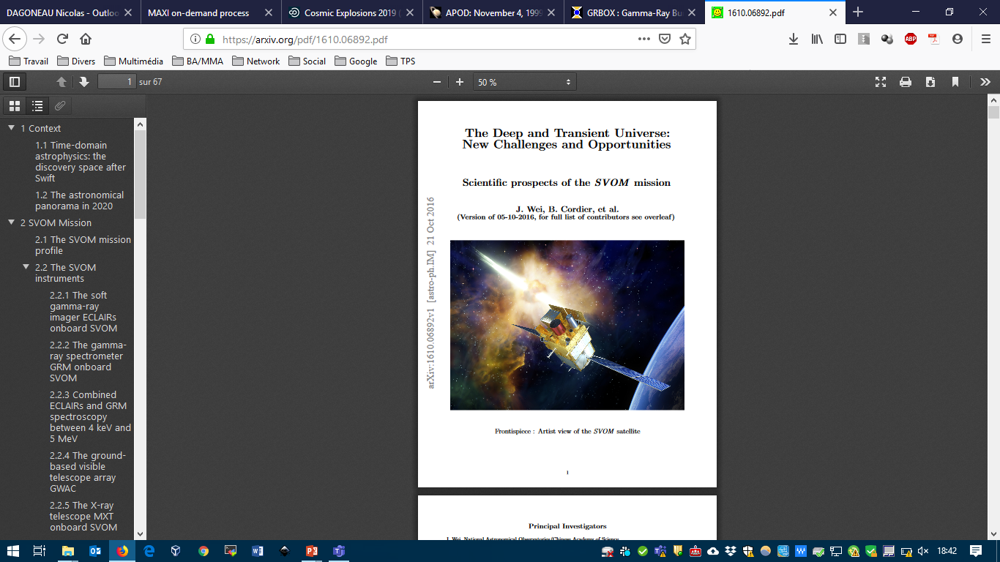 DAGONEAU Nicolas - Outloo
MAXI on-demand process
Cosmic Explosions 2019 (
APOD: November 4, 1999
GRBOX : Gamma-Ray Bu
1610.06892.pdf
https://arxiv.org/pdf/1610.06892.pdf
ABP
Travail
Divers
Multimédia
BA/MMA
Network
Social
Google
TPS
1
sur 67
50 %
1 Context
1.1 Time-domain
astrophysics: the
discovery space after
Swift
1.2 The astronomical
panorama in 2020
2 SVOM Mission
2.1 The SVOM mission
profile
2.2 The SVOM
instruments
2.2.1 The soft
gamma-ray
imager ECLAIRs
onboard SVOM
2.2.2 The gamma-
ray spectrometer
GRM onboard
SVOM
2.2.3 Combined
ECLAIRs and GRM
spectroscopy
between 4 keV and
5 MeV
2.2.4 The ground-
based visible
telescope array
GWAC
2.2.5 The X-ray
telescope MXT
onboard SVOM
The Deep and Transient Universe:
New Challenges and Opportunities
Scientific prospects of the SVOM mission
J. Wei, B. Cordier, et al.
(Version of 05-10-2016, for full list of contributors see overleaf)
arXiv:1610.06892v1 [astro-ph.IM] 21 Oct 2016
Frontispiece : Artist view of the SVOM satellite
1
Principal Investigators
J. Wei, National Astronomical Observatories/Chinese Academy of Science
18:42